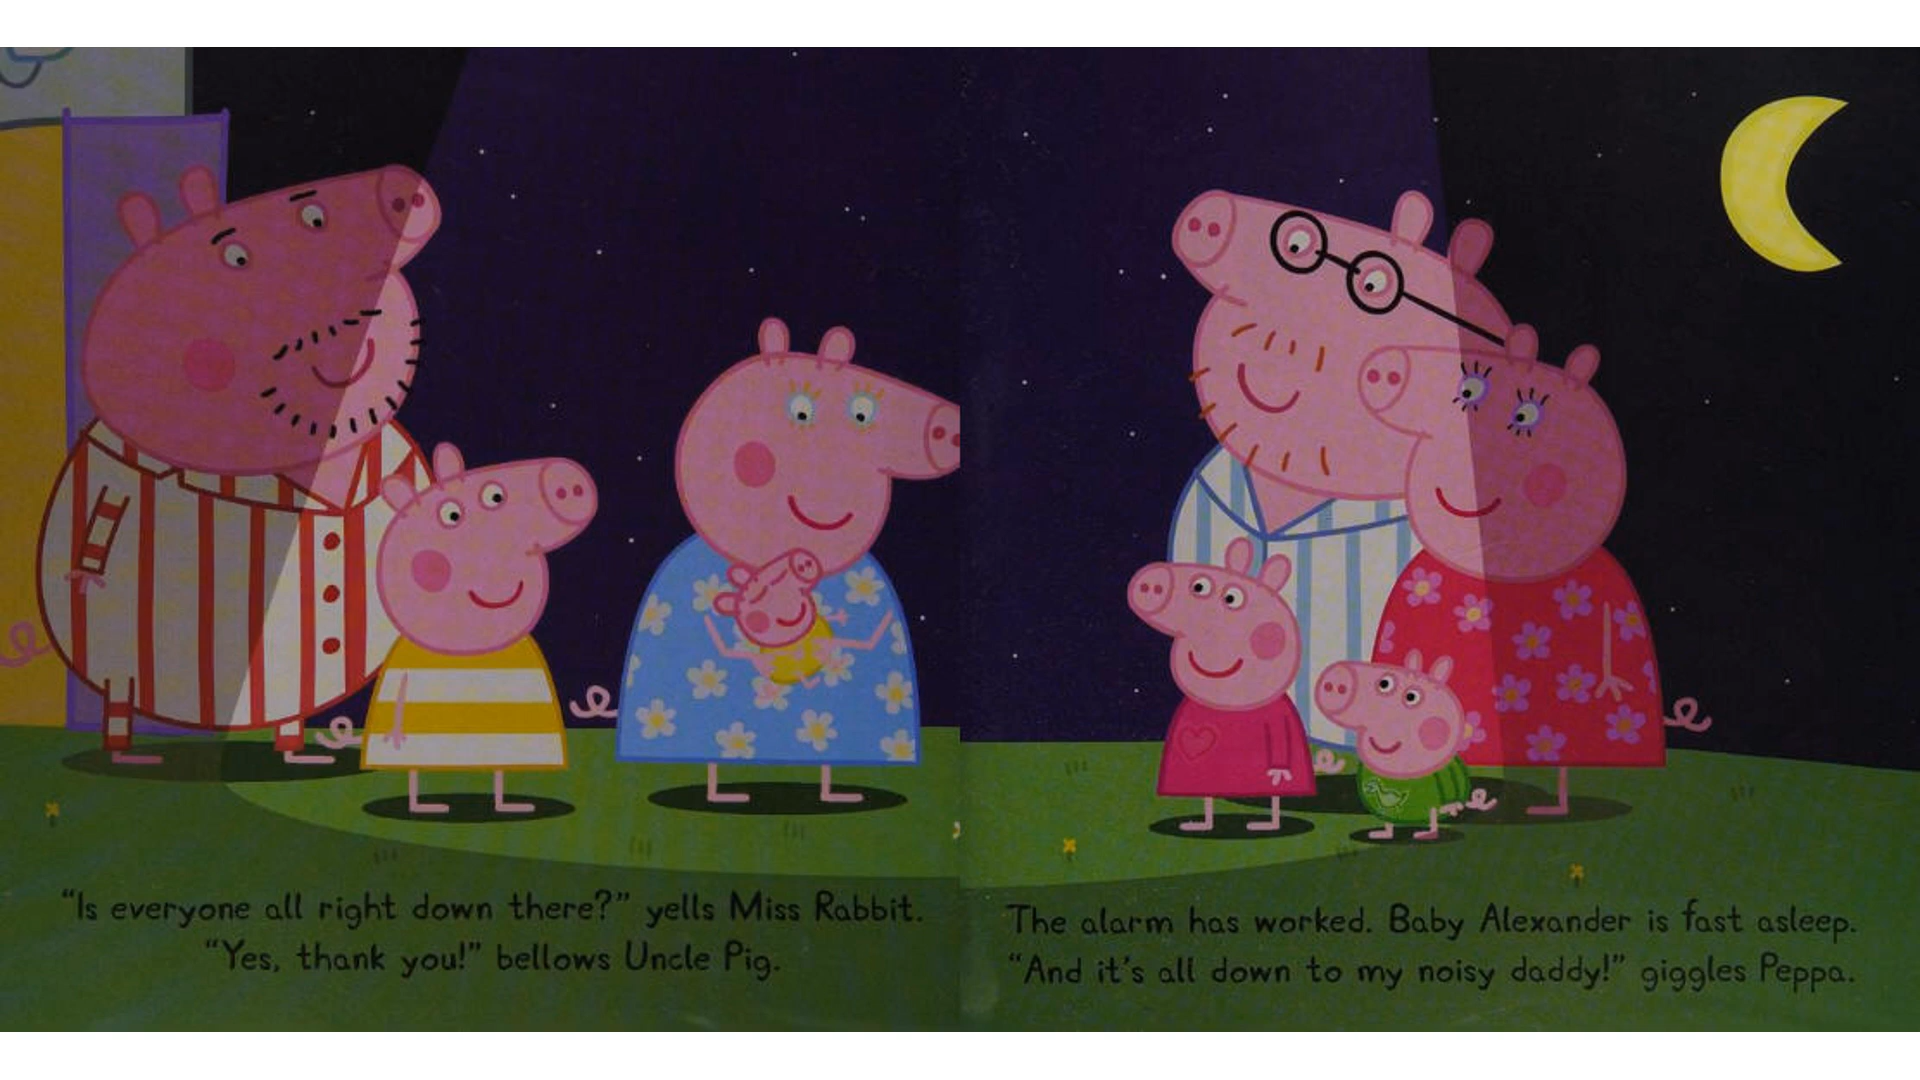 “Is everyone all right down there?” yells Miss Rabbit.
“Yes, thank you!” bellows Uncle Pig.
The alarm has worked. Baby Alexander is fast asleep.
“And it’s all down to my noisy daddy!” giggles Peppa.